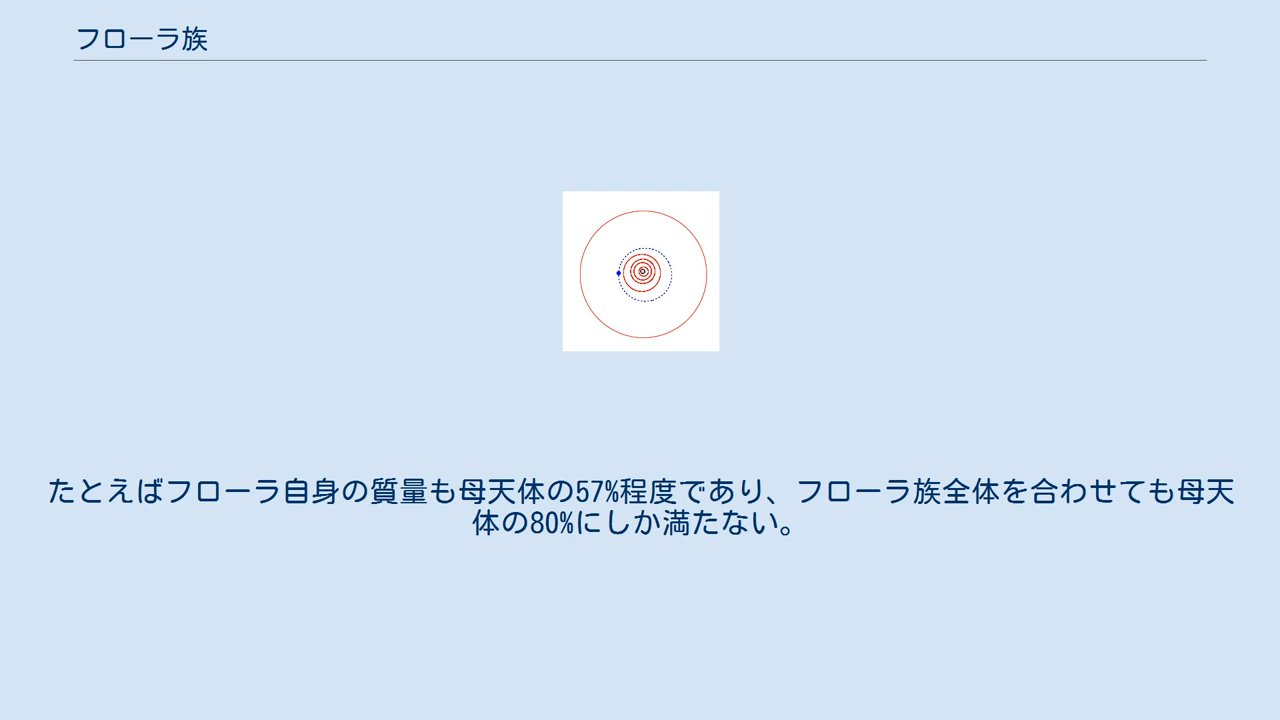 フローラ族
たとえばフローラ自身の質量も母天体の57%程度であり、フローラ族全体を合わせても母天
体の80%にしか満たない。